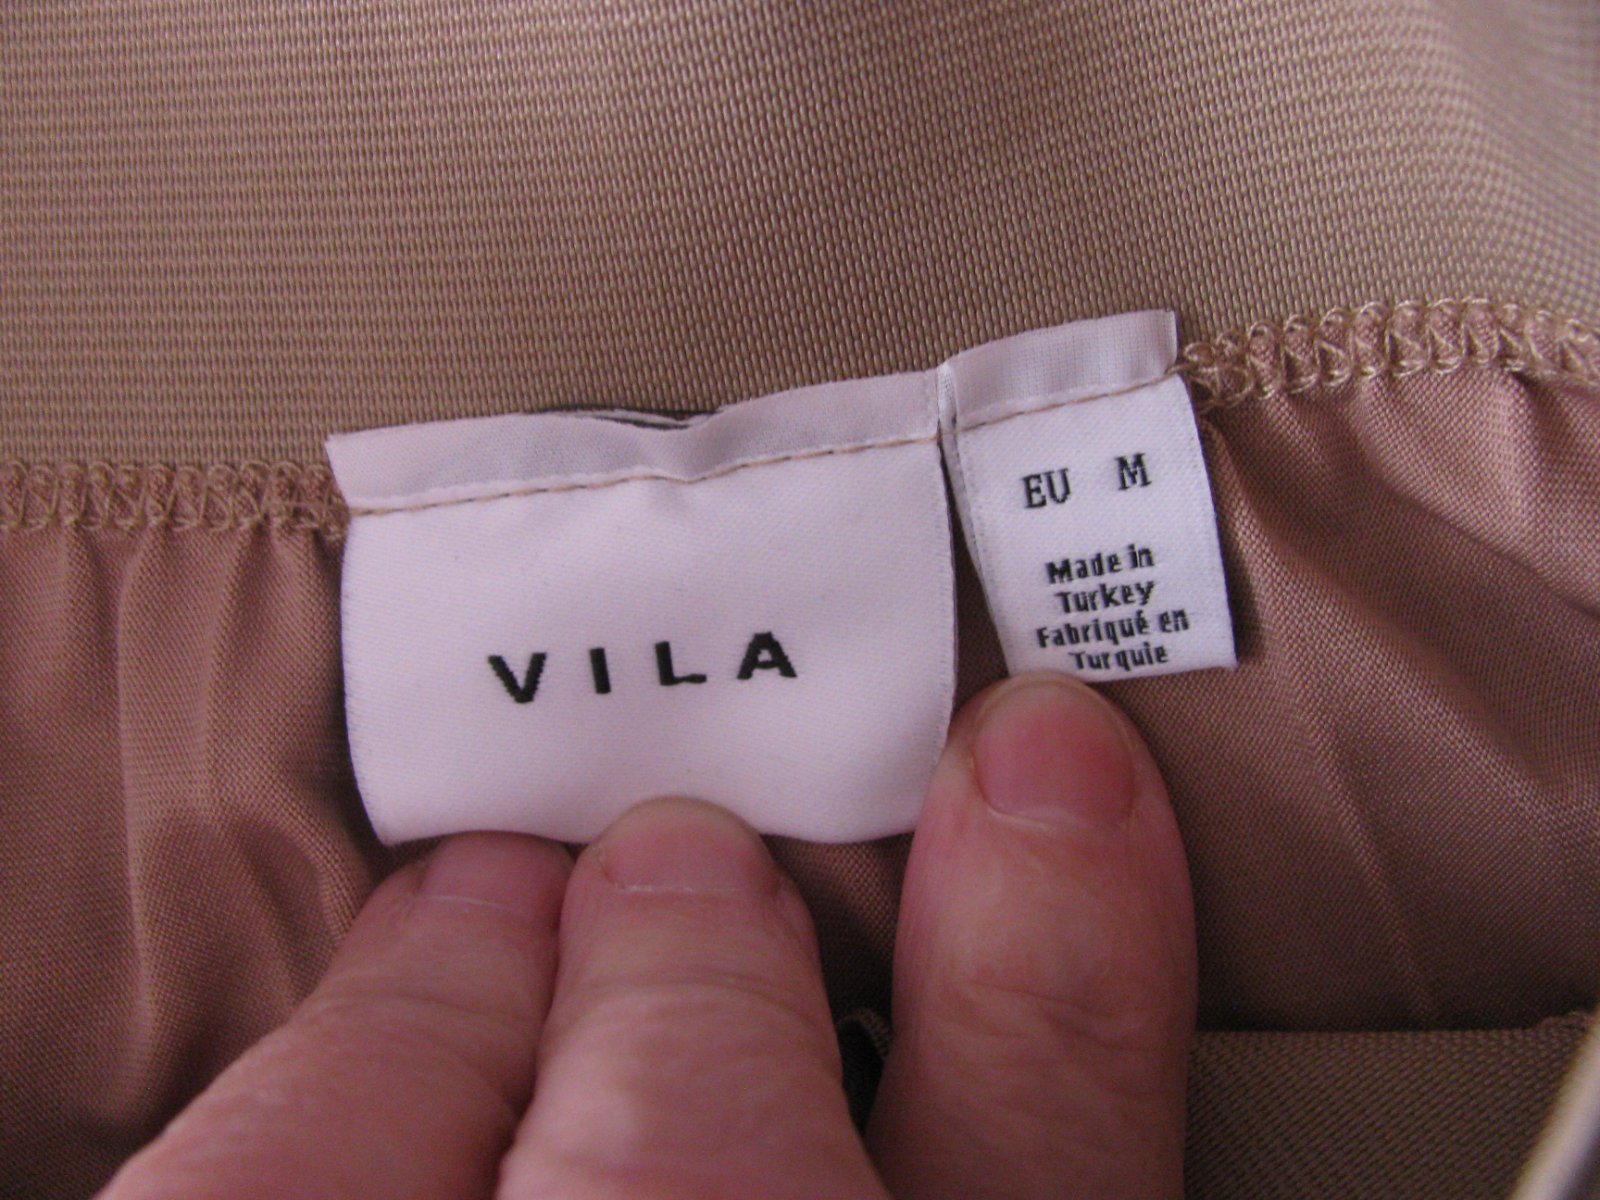 VILA
EU M
Made in
Turkey
Fabriqué en
Turquie